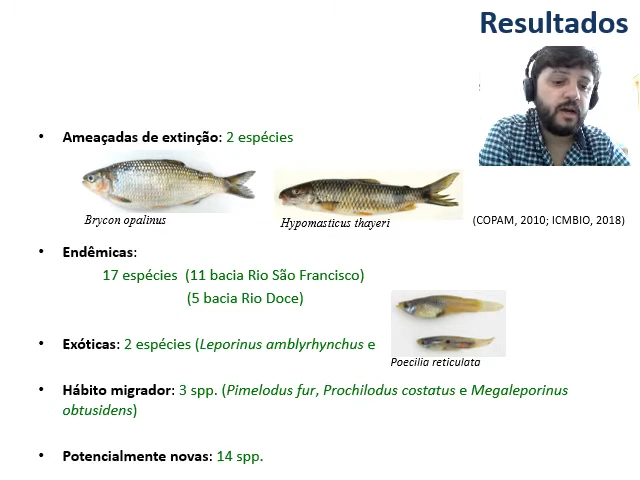 Resultados
• Ameaçadas de extinção: 2 espécies
Brycon opalinus
Hypomasticus thayeri
(COPAM, 2010; ICMBIO, 2018)
• Endêmicas:
17 espécies (11 bacia Rio São Francisco)
(5 bacia Rio Doce)
• Exóticas: 2 espécies (Leporinus amblyrhynchus e
Poecilia reticulata
• Hábito migrador: 3 spp. (Pimelodus fur, Prochilodus costatus e Megaleporinus
obtusidens)
• Potencialmente novas: 14 spp.